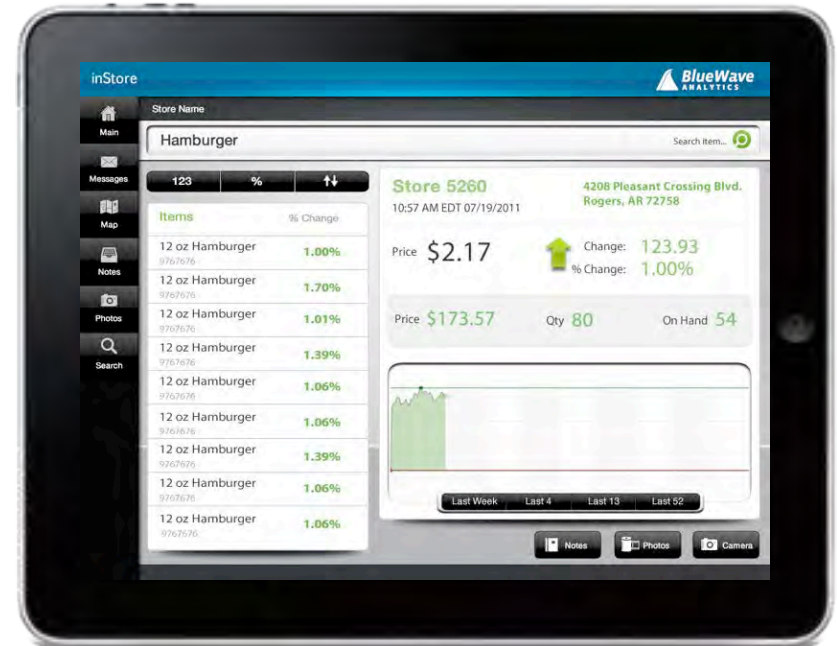 inStore
BlueWave
ANALYTICS
Main
Messages
Map
Notes
Photos
Search
Store Name
Hamburger
Search item...
123 %
Items % Change
12 oz Hamburger 1.00%
9767676
12 oz Hamburger 1.70%
9767676
12 oz Hamburger 1.01%
9767676
12 oz Hamburger 1.39%
9767676
12 oz Hamburger 1.06%
9767676
12 oz Hamburger 1.06%
9767676
12 oz Hamburger 1.39%
9767676
12 oz Hamburger 1.06%
9767676
12 oz Hamburger 1.06%
9767676
Store 5260
10:57 AM EDT 07/19/2011
4208 Pleasant Crossing Blvd.
Rogers, AR 72758
Price $2.17
Change: 123.93
% Change: 1.00%
Price $173.57 Qty 80 On Hand 54
Last Week Last 4 Last 13 Last 52
Notes Photos Camera